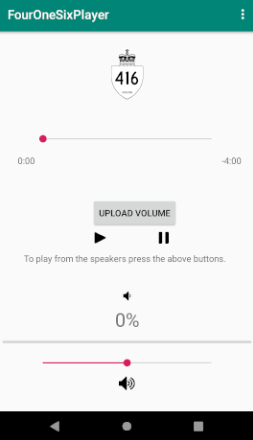 FourOneSixPlayer
416
0:00 -4:00
UPLOAD VOLUME
To play from the speakers press the above buttons.
0%